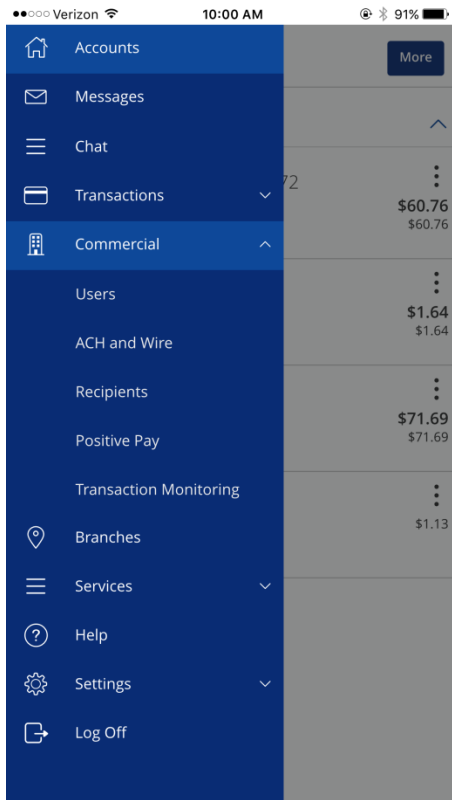 Verizon 10:00 AM 91%
Accounts
More
Messages
Chat
72
Transactions
$60.76
$60.76
Commercial
Users
$1.64
$1.64
ACH and Wire
Recipients
$71.69
$71.69
Positive Pay
Transaction Monitoring
$1.13
Branches
Services
Help
Settings
Log Off